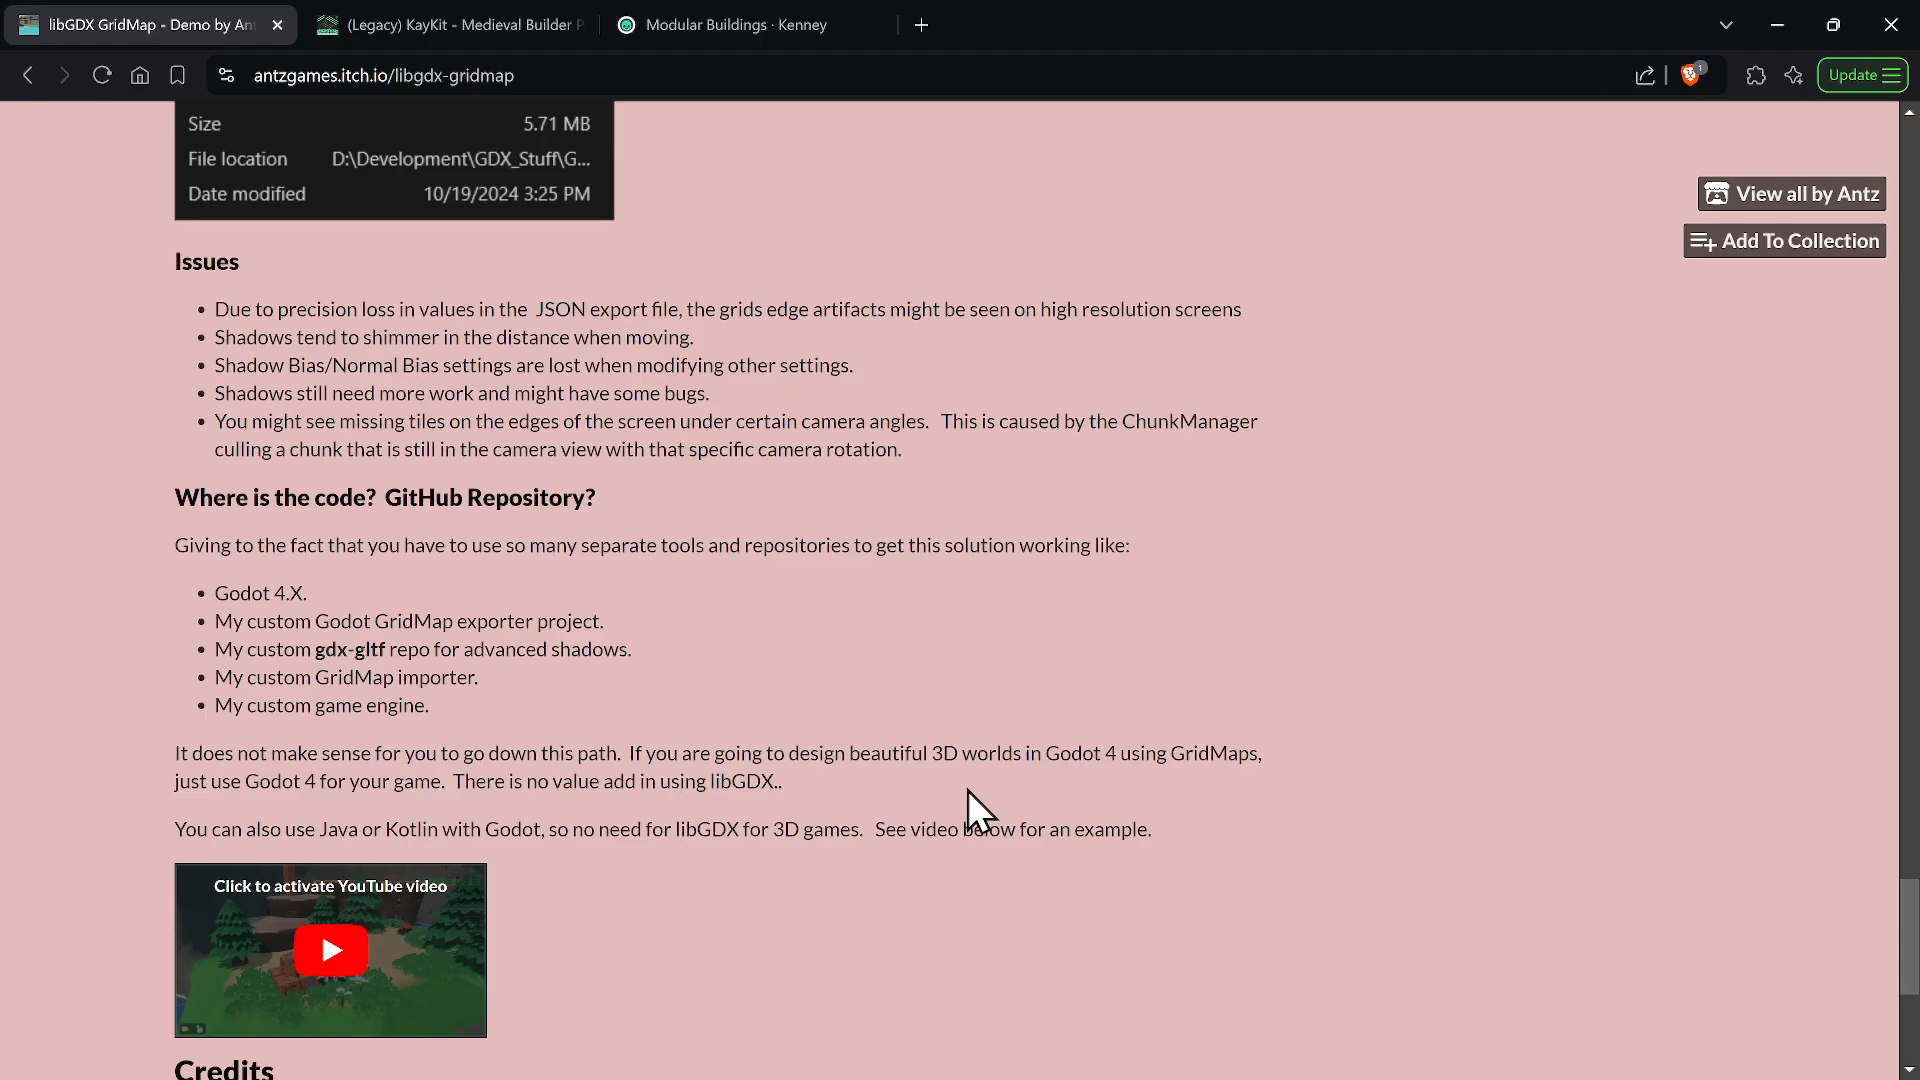 libGDX GridMap - Demo by An
(Legacy) KayKit - Medieval Builder P
Modular Buildings · Kenney
antzgames.itch.io/libgdx-gridmap
1
Update
Size 5.71 MB
File location D:\Development\GDX_Stuff\G...
Date modified 10/19/2024 3:25 PM
View all by Antz
Add To Collection
Issues
• Due to precision loss in values in the  JSON export file, the grids edge artifacts might be seen on high resolution screens
• Shadows tend to shimmer in the distance when moving.
• Shadow Bias/Normal Bias settings are lost when modifying other settings.
• Shadows still need more work and might have some bugs.
• You might see missing tiles on the edges of the screen under certain camera angles.  This is caused by the ChunkManager
culling a chunk that is still in the camera view with that specific camera rotation.
Where is the code?  GitHub Repository?
Giving to the fact that you have to use so many separate tools and repositories to get this solution working like:
• Godot 4.X.
• My custom Godot GridMap exporter project.
• My custom gdx-gltf repo for advanced shadows.
• My custom GridMap importer.
• My custom game engine.
It does not make sense for you to go down this path.  If you are going to design beautiful 3D worlds in Godot 4 using GridMaps,
just use Godot 4 for your game.  There is no value add in using libGDX..
You can also use Java or Kotlin with Godot, so no need for libGDX for 3D games.  See video below for an example.
Click to activate YouTube video
Credits